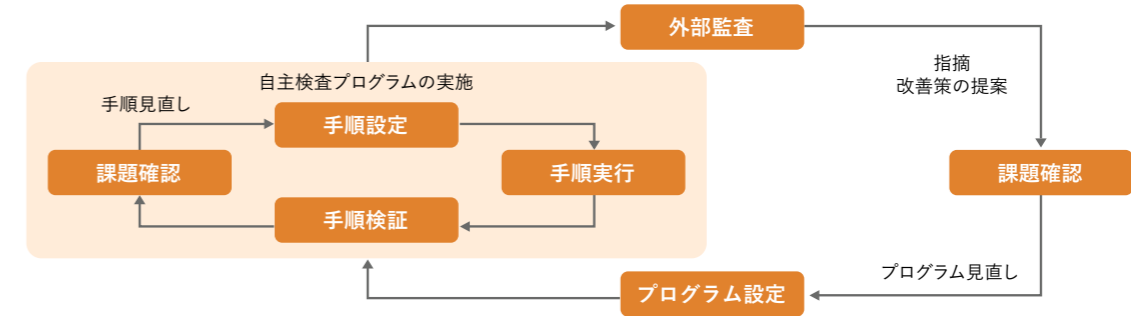 外部監査
指摘
改善策の提案
自主検査プログラムの実施
手順見直し
手順設定
課題確認
手順実行
課題確認
手順検証
プログラム見直し
プログラム設定